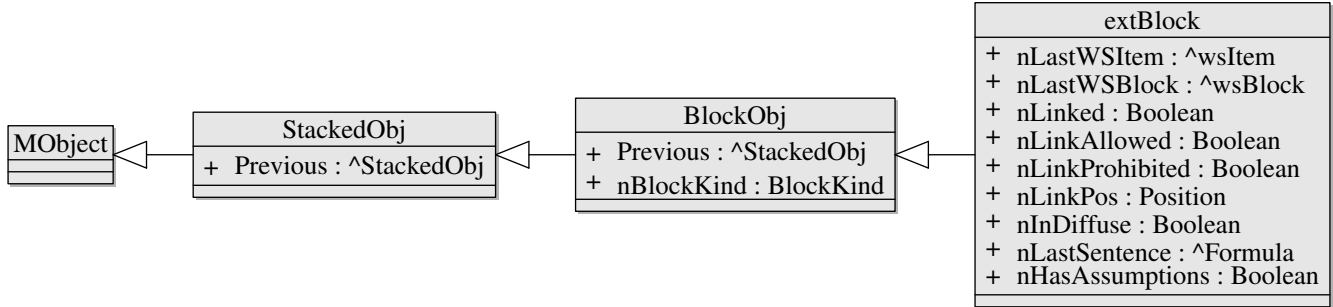 MObject
StackedObj
+ Previous : ^StackedObj
BlockObj
+ Previous : ^StackedObj
+ nBlockKind : BlockKind
extBlock
+ nLastWSItem : ^wsItem
+ nLastWSBlock : ^wsBlock
+ nLinked : Boolean
+ nLinkAllowed : Boolean
+ nLinkProhibited : Boolean
+ nLinkPos : Position
+ nInDiffuse : Boolean
+ nLastSentence : ^Formula
+ nHasAssumptions : Boolean